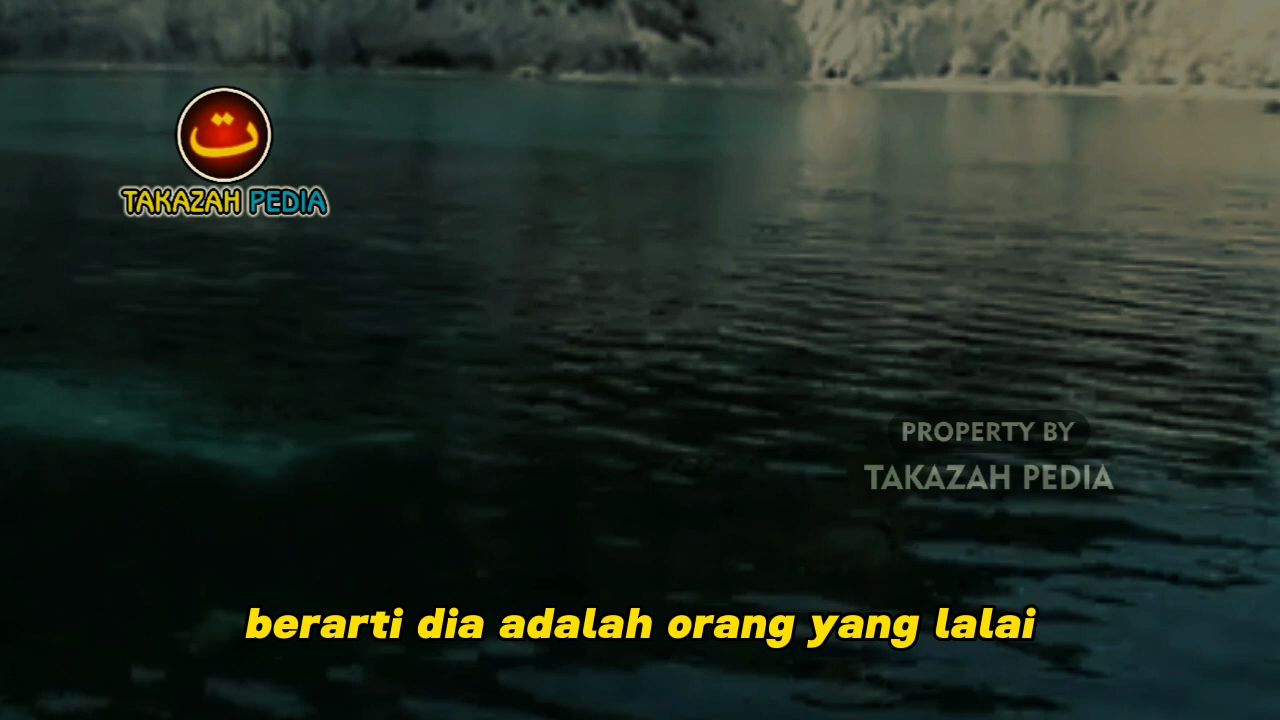 ت
TAKAZAH PEDIA
PROPERTY BY
TAKAZAH PEDIA
berarti dia adalah orang yang lalai